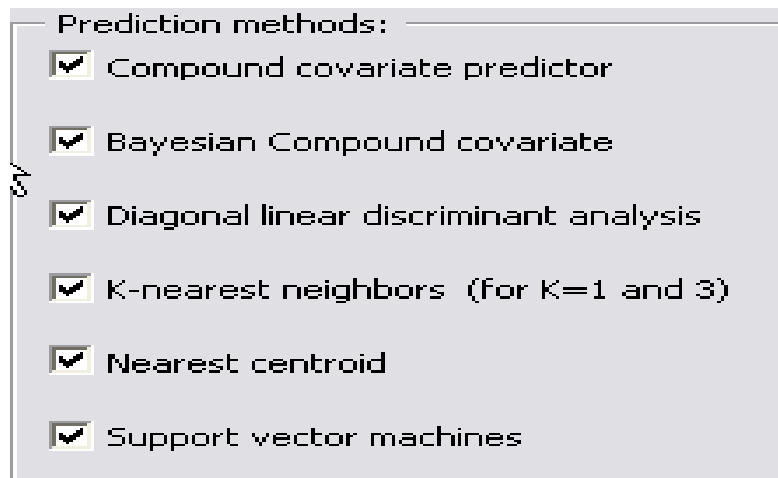 Prediction methods:
Compound covariate predictor
Bayesian Compound covariate
Diagonal linear discriminant analysis
K-nearest neighbors (for K=1 and 3)
Nearest centroid
Support vector machines